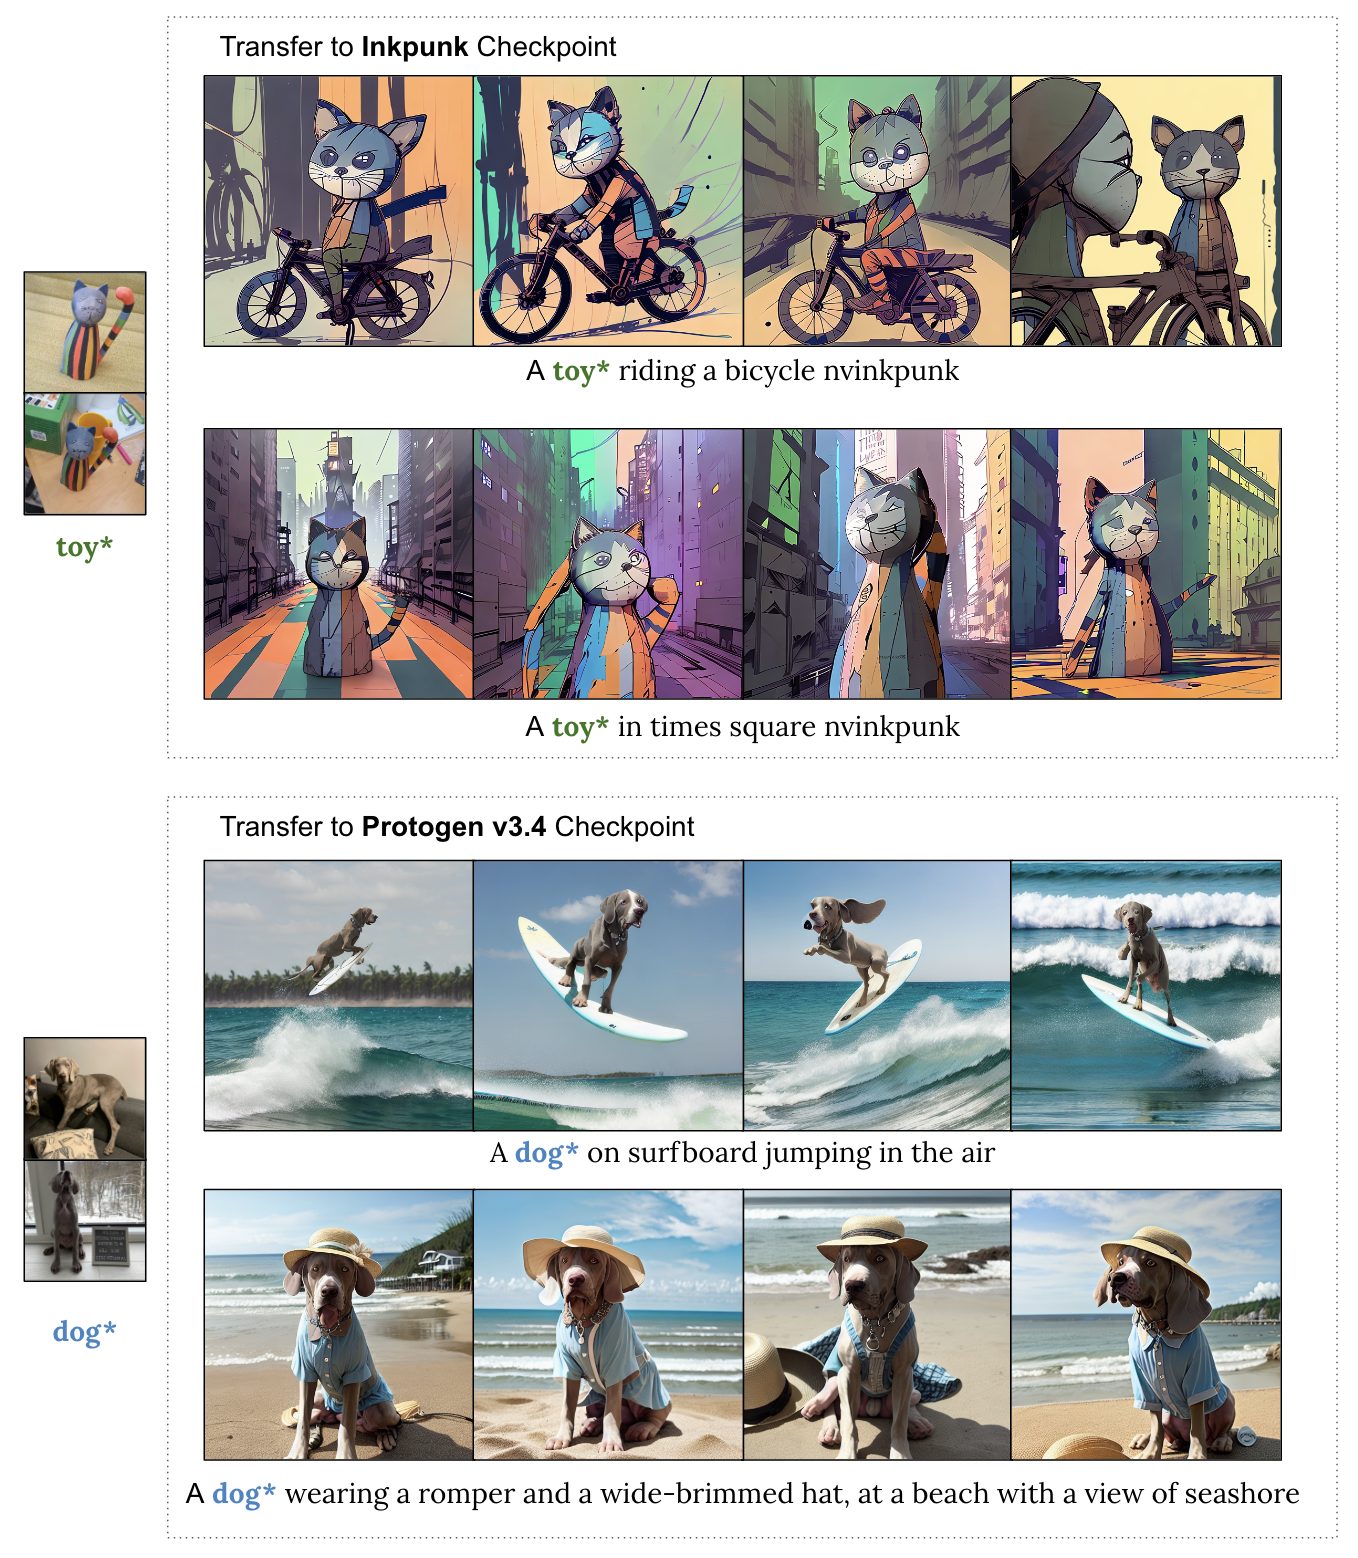 Transfer to Inkpunk Checkpoint
A toy* riding a bicycle nvinkpunk
toy*
A toy* in times square nvinkpunk
Transfer to Protogen v3.4 Checkpoint
A dog* on surfboard jumping in the air
dog*
A dog* wearing a romper and a wide-brimmed hat, at a beach with a view of seashore